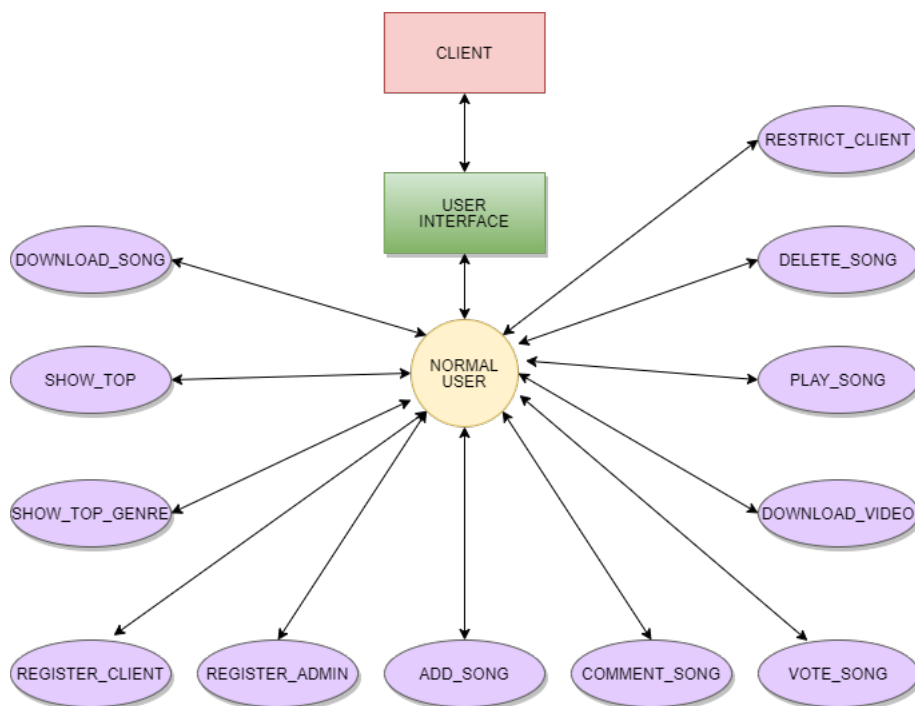 CLIENT
RESTRICT_CLIENT
USER
INTERFACE
DOWNLOAD_SONG
DELETE_SONG
NORMAL
USER
SHOW_TOP
PLAY_SONG
SHOW_TOP_GENRE
DOWNLOAD_VIDEO
REGISTER_CLIENT
REGISTER_ADMIN
ADD_SONG
COMMENT_SONG
VOTE_SONG